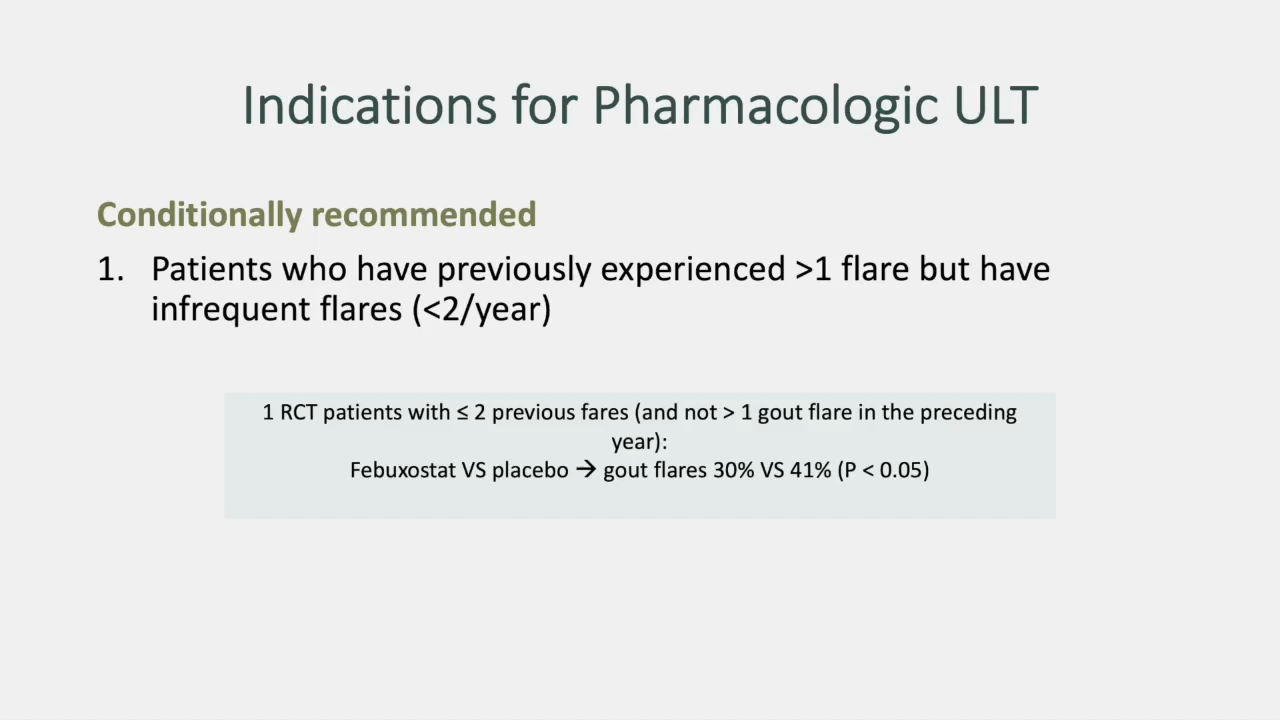 Indications for Pharmacologic ULT
Conditionally recommended
1. Patients who have previously experienced >1 flare but have
infrequent flares (<2/year)
1 RCT patients with ≤ 2 previous fares (and not > 1 gout flare in the preceding
year):
Febuxostat VS placebo → gout flares 30% VS 41% (P < 0.05)